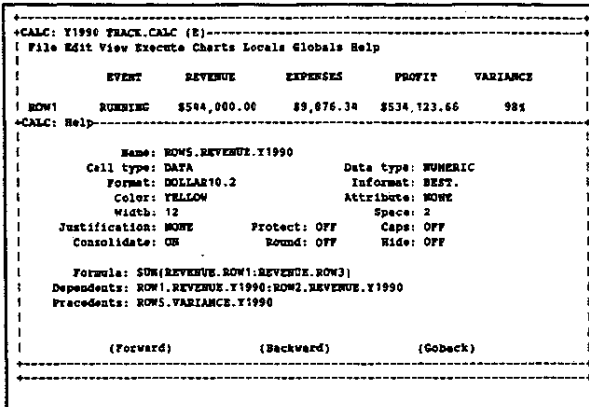 CALC: Y1990 TRACK.CALC (E)
File Edit View Execute Charts Locals Globals Help
EVENT REVENUE EXPENSES PROFIT VARIANCE
ROW1 RUNNING $544,000.00 $9,876.34 $534,123.66 98%
CALC: Help
Name: ROW5.REVENUE.Y1990
Cell type: DATA Data type: NUMERIC
Format: DOLLAR10.2 Informat: BEST.
Color: YELLOW Attribute: NONE
Width: 12 Space: 2
Justification: NONE Protect: OFF Caps: OFF
Consolidate: ON Round: OFF Hide: OFF
Formula: SUM(REVENUE.ROW1:REVENUE.ROW3)
Dependents: ROW1.REVENUE.Y1990:ROW2.REVENUE.Y1990
Precedents: ROW5.VARIANCE.Y1990
(Forward) (Backward) (Goback)